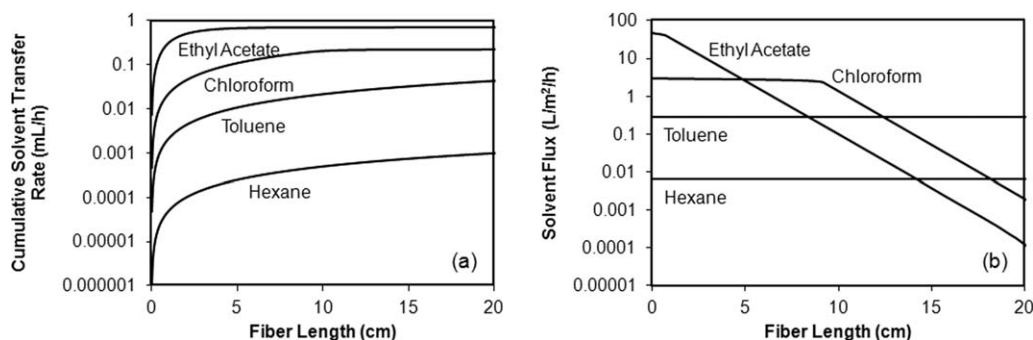 Cumulative Solvent Transfer
Rate (mL/h)
1
0.1
0.01
0.001
0.0001
0.00001
0.000001
Ethyl Acetate
Chloroform
Toluene
Hexane
(a)
0
5
10
15
20
Fiber Length (cm)
Solvent Flux (L/m²/h)
100
10
1
0.1
0.01
0.001
0.0001
0.00001
Ethyl Acetate
Chloroform
Toluene
Hexane
(b)
0
5
10
15
20
Fiber Length (cm)